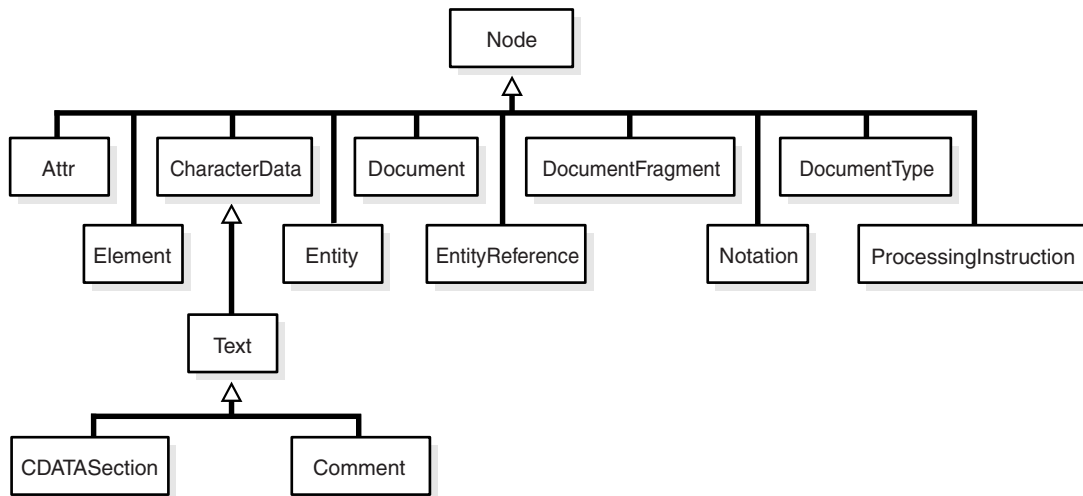 Node
Attr
CharacterData
Document
DocumentFragment
DocumentType
Element
Entity
EntityReference
Notation
ProcessingInstruction
Text
CDATASection
Comment